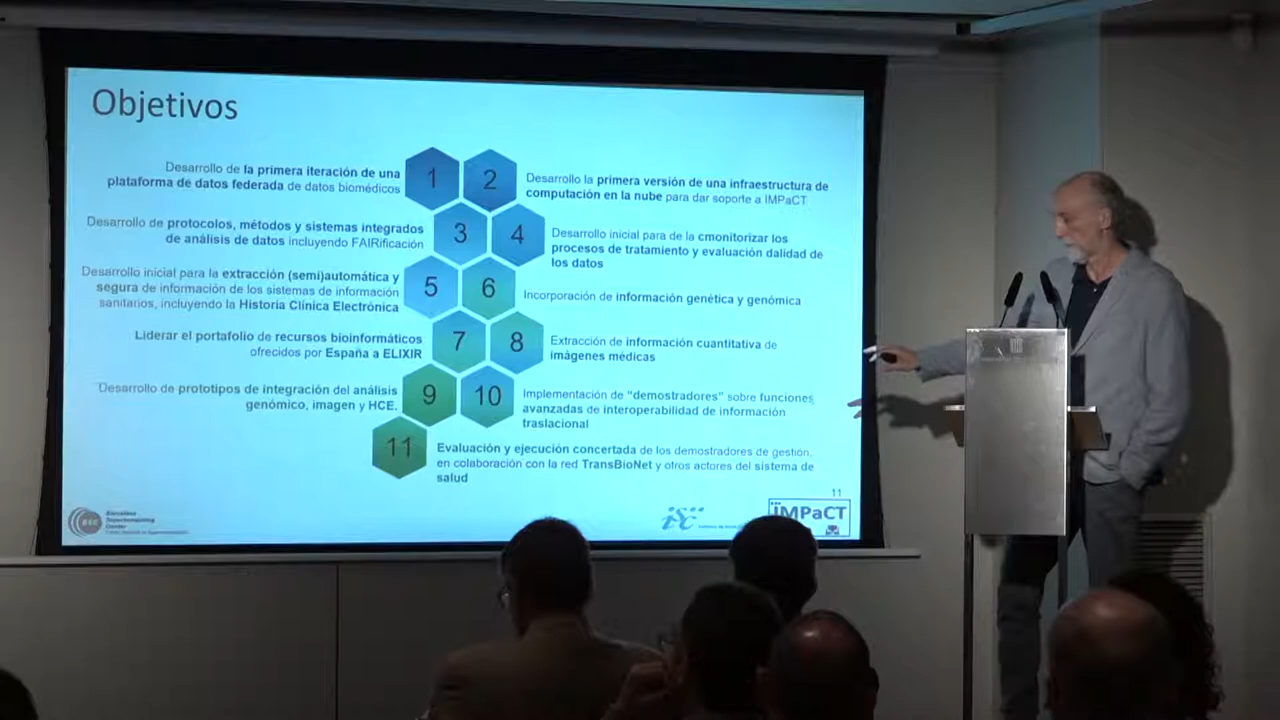 Objetivos
Desarrollo de la primera iteración de una
plataforma de datos federada de datos biomédicos
1
2
Desarrollo la primera versión de una infraestructura de
computación en la nube para dar soporte a IMPaCT
Desarrollo de protocolos, métodos y sistemas integrados
de análisis de datos incluyendo FAIRificación
3
4
Desarrollo inicial para de la cmonitorizar los
procesos de tratamiento y evaluación dalidad de
los datos
Desarrollo inicial para la extracción (semi)automática y
segura de información de los sistemas de información
sanitarios, incluyendo la Historia Clínica Electrónica
5
6
Incorporación de información genética y genómica
Liderar el portafolio de recursos bioinformáticos
ofrecidos por España a ELIXIR
7
8
Extracción de información cuantitativa de
imágenes médicas
Desarrollo de prototipos de integración del análisis
genómico, imagen y HCE.
9
10
Implementación de "demostradores" sobre funciones
avanzadas de interoperabilidad de información
traslacional
11
Evaluación y ejecución concertada de los demostradores de gestión,
en colaboración con la red TransBioNet y otros actores del sistema de
salud
11
BSC
Barcelona
Supercomputing
Center
isc
iMPaCT